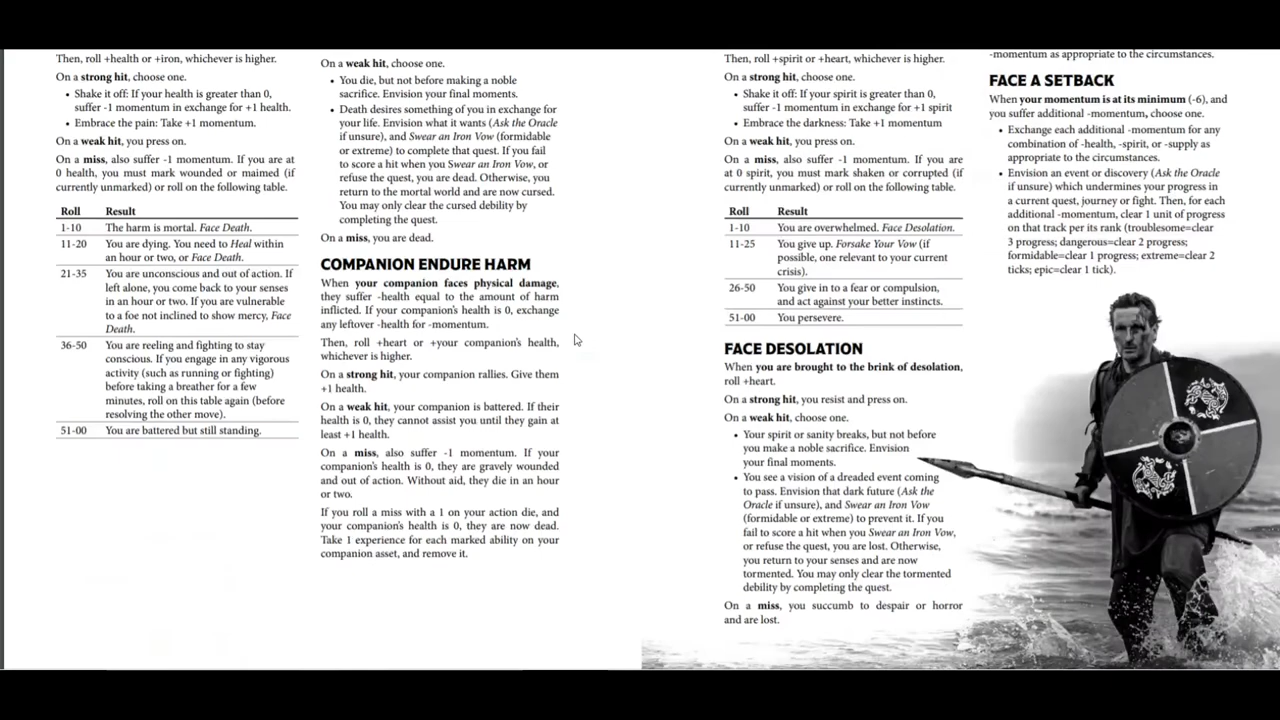 Then, roll +health or +iron, whichever is higher.
On a strong hit, choose one.
• Shake it off: If your health is greater than 0,
suffer -1 momentum in exchange for +1 health.
• Embrace the pain: Take +1 momentum.
On a weak hit, you press on.
On a miss, also suffer -1 momentum. If you are at
0 health, you must mark wounded or maimed (if
currently unmarked) or roll on the following table.
Roll Result
1-10 The harm is mortal. Face Death.
11-20 You are dying. You need to Heal within
an hour or two, or Face Death.
21-35 You are unconscious and out of action. If
left alone, you come back to your senses
in an hour or two. If you are vulnerable
to a foe not inclined to show mercy, Face
Death.
36-50 You are reeling and fighting to stay
conscious. If you engage in any vigorous
activity (such as running or fighting)
before taking a breather for a few
minutes, roll on this table again (before
resolving the other move).
51-00 You are battered but still standing.
On a weak hit, choose one.
• You die, but not before making a noble
sacrifice. Envision your final moments.
• Death desires something of you in exchange for
your life. Envision what it wants (Ask the Oracle
if unsure), and Swear an Iron Vow (formidable
or extreme) to complete that quest. If you fail
to score a hit when you Swear an Iron Vow, or
refuse the quest, you are dead. Otherwise, you
return to the mortal world and are now cursed.
You may only clear the cursed debility by
completing the quest.
On a miss, you are dead.
COMPANION ENDURE HARM
When your companion faces physical damage,
they suffer -health equal to the amount of harm
inflicted. If your companion's health is 0, exchange
any leftover -health for -momentum.
Then, roll +heart or +your companion's health,
whichever is higher.
On a strong hit, your companion rallies. Give them
+1 health.
On a weak hit, your companion is battered. If their
health is 0, they cannot assist you until they gain at
least +1 health.
On a miss, also suffer -1 momentum. If your
companion's health is 0, they are gravely wounded
and out of action. Without aid, they die in an hour
or two.
If you roll a miss with a 1 on your action die, and
your companion's health is 0, they are now dead.
Take 1 experience for each marked ability on your
companion asset, and remove it.
Then, roll +spirit or +heart, whichever is higher.
On a strong hit, choose one.
• Shake it off: If your spirit is greater than 0,
suffer -1 momentum in exchange for +1 spirit
• Embrace the darkness: Take +1 momentum
On a weak hit, you press on.
On a miss, also suffer -1 momentum. If you are
at 0 spirit, you must mark shaken or corrupted (if
currently unmarked) or roll on the following table.
Roll Result
1-10 You are overwhelmed. Face Desolation.
11-25 You give up. Forsake Your Vow (if
possible, one relevant to your current
crisis).
26-50 You give in to a fear or compulsion,
and act against your better instincts.
51-00 You persevere.
FACE DESOLATION
When you are brought to the brink of desolation,
roll +heart.
On a strong hit, you resist and press on.
On a weak hit, choose one.
• Your spirit or sanity breaks, but not before
you make a noble sacrifice. Envision
your final moments.
• You see a vision of a dreaded event coming
to pass. Envision that dark future (Ask the
Oracle if unsure), and Swear an Iron Vow
(formidable or extreme) to prevent it. If you
fail to score a hit when you Swear an Iron Vow,
or refuse the quest, you are lost. Otherwise,
you return to your senses and are now
tormented. You may only clear the tormented
debility by completing the quest.
On a miss, you succumb to despair or horror
and are lost.
-momentum as appropriate to the circumstances.
FACE A SETBACK
When your momentum is at its minimum (-6), and
you suffer additional -momentum, choose one.
• Exchange each additional -momentum for any
combination of -health, -spirit, or -supply as
appropriate to the circumstances.
• Envision an event or discovery (Ask the Oracle
if unsure) which undermines your progress in
a current quest, journey or fight. Then, for each
additional -momentum, clear 1 unit of progress
on that track per its rank (troublesome=clear
3 progress; dangerous=clear 2 progress;
formidable=clear 1 progress; extreme=clear 2
ticks; epic=clear 1 tick).